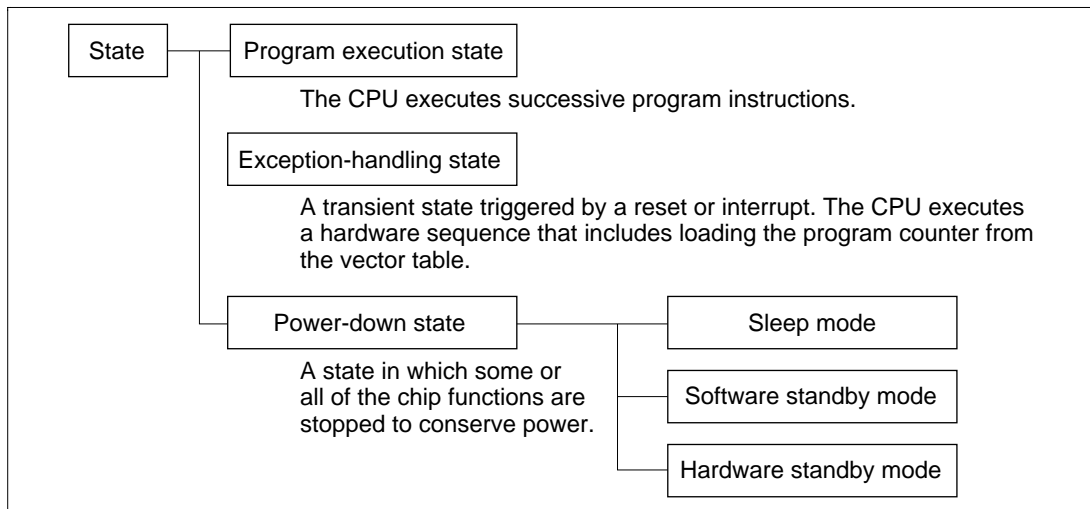 State
Program execution state
The CPU executes successive program instructions.
Exception-handling state
A transient state triggered by a reset or interrupt. The CPU executes
a hardware sequence that includes loading the program counter from
the vector table.
Power-down state
Sleep mode
A state in which some or
all of the chip functions are
stopped to conserve power.
Software standby mode
Hardware standby mode